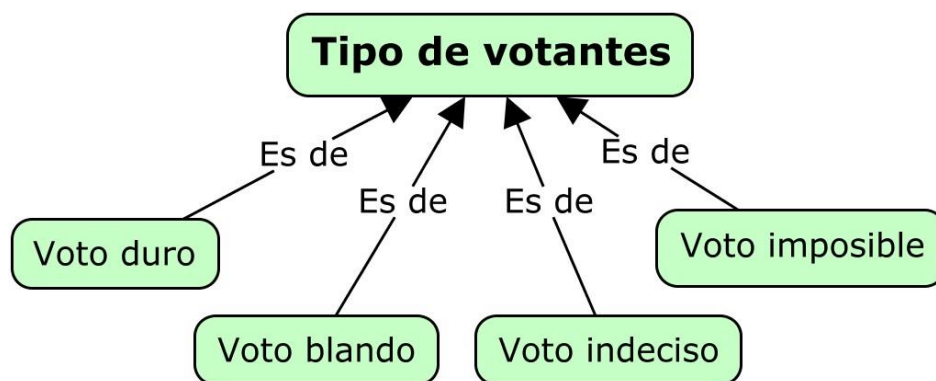 Tipo de votantes
Es de
Es de
Es de
Es de
Voto duro
Voto imposible
Voto blando
Voto indeciso